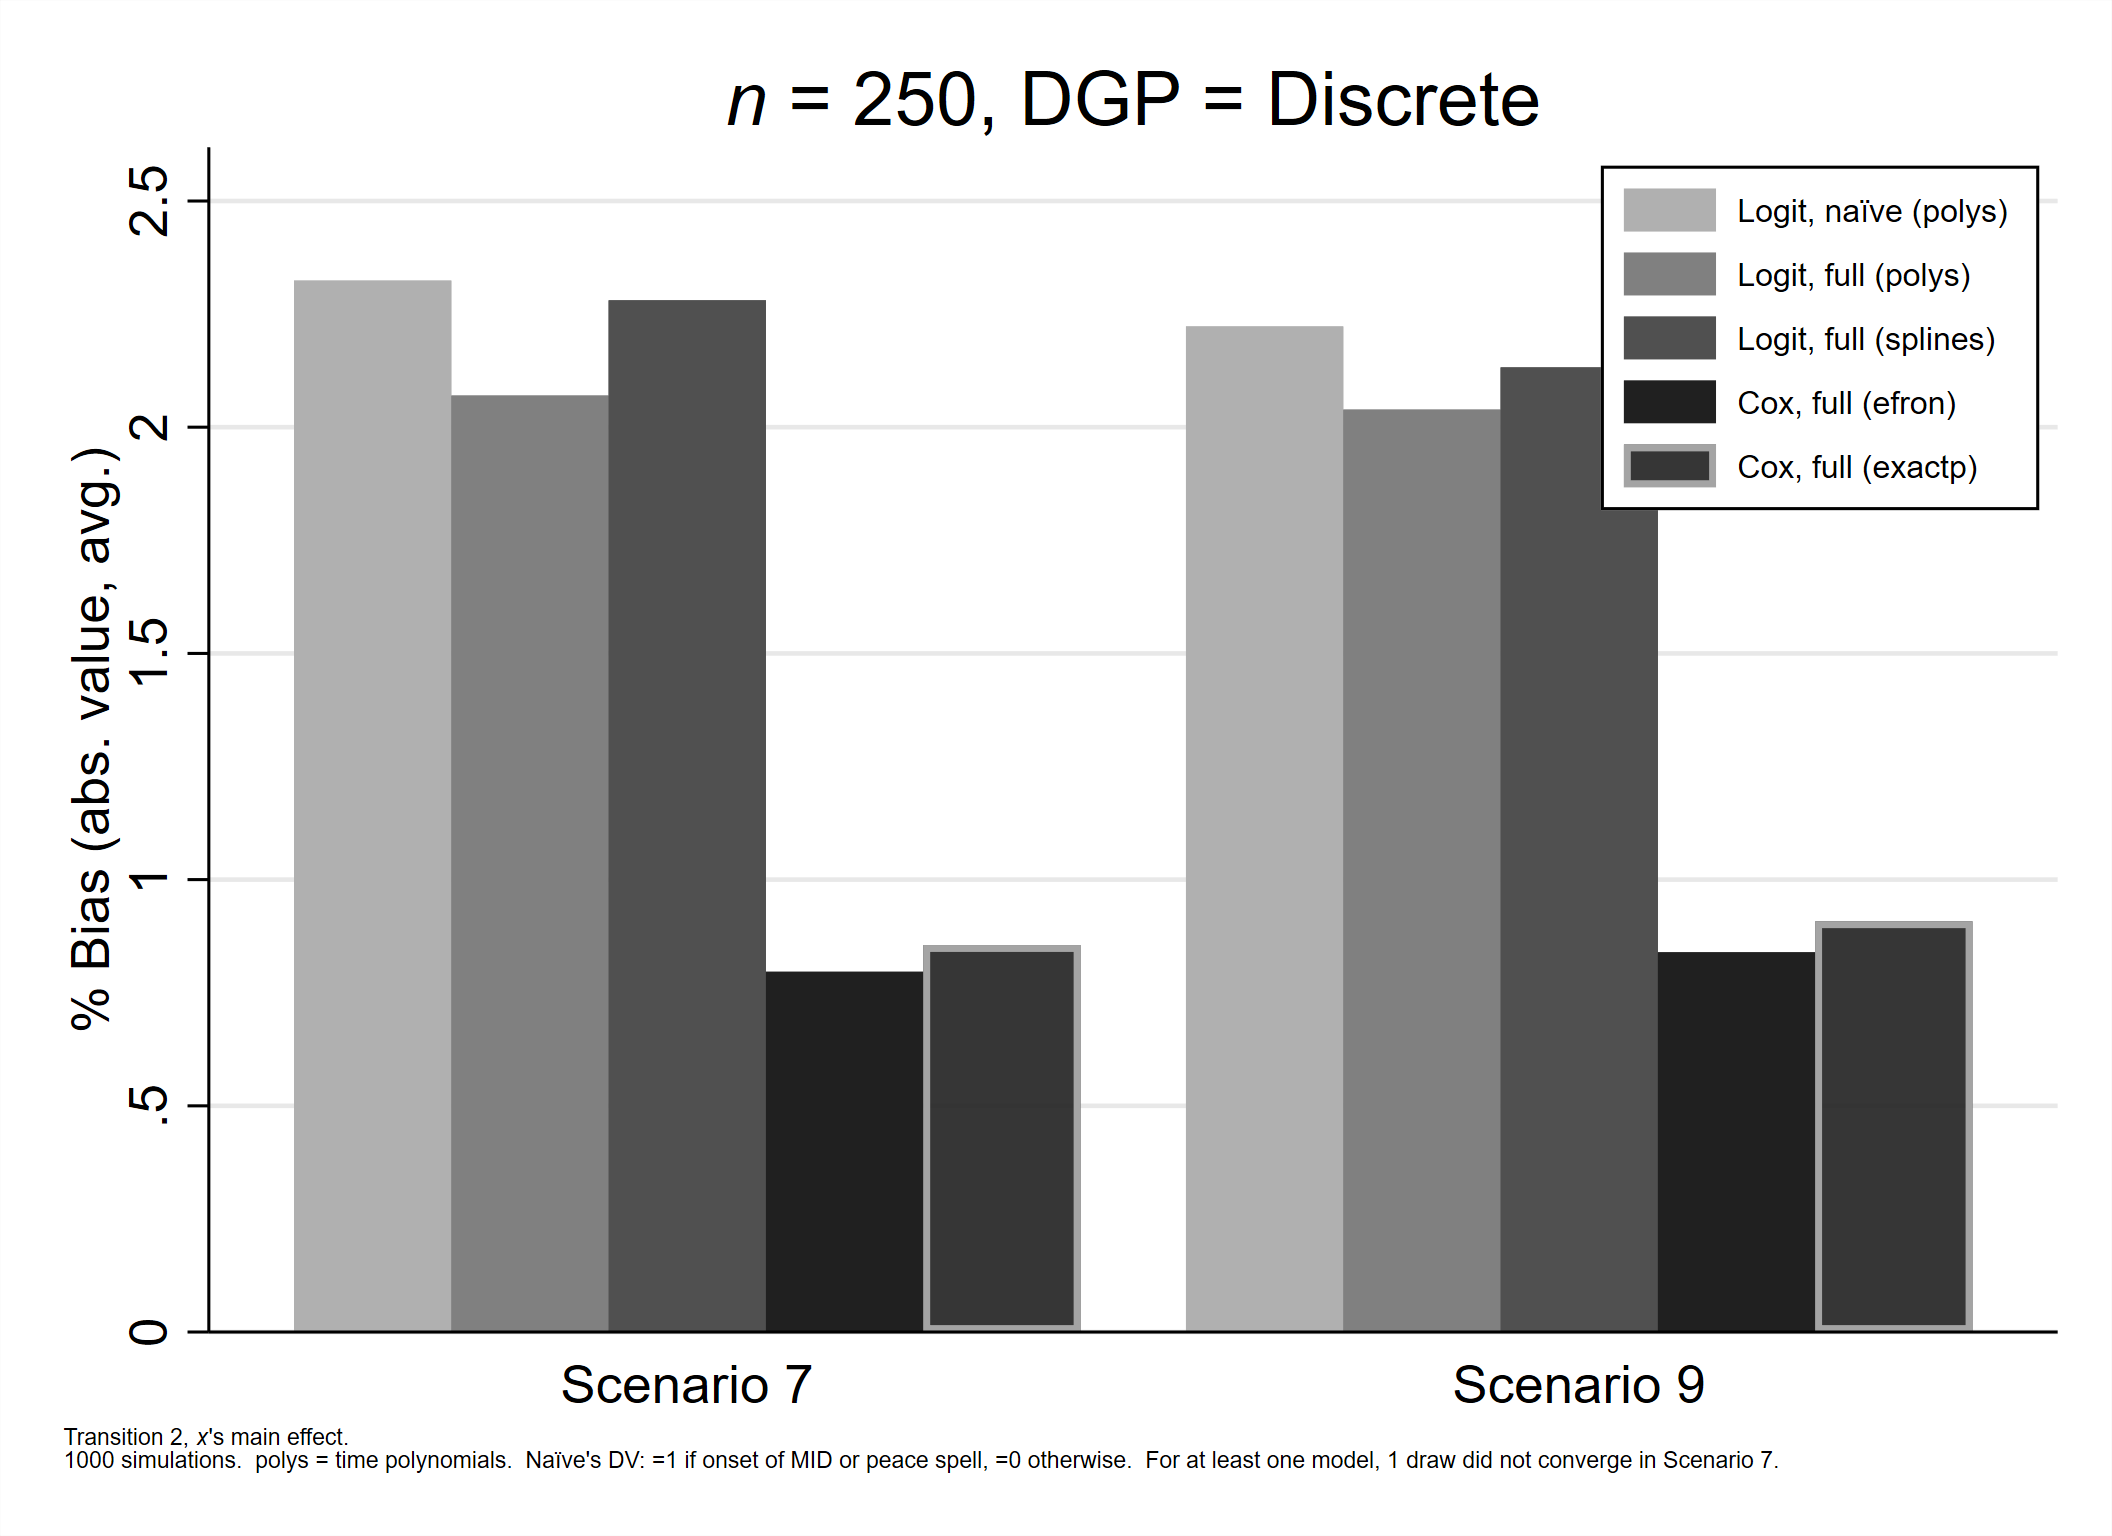 n = 250, DGP = Discrete
% Bias (abs. value, avg.)
2.5
2
1.5
1
.5
0
Logit, naïve (polys)
Logit, full (polys)
Logit, full (splines)
Cox, full (efron)
Cox, full (exactp)
Scenario 7
Scenario 9
Transition 2, x's main effect.
1000 simulations.  polys = time polynomials.  Naïve's DV: =1 if onset of MID or peace spell, =0 otherwise.  For at least one model, 1 draw did not converge in Scenario 7.